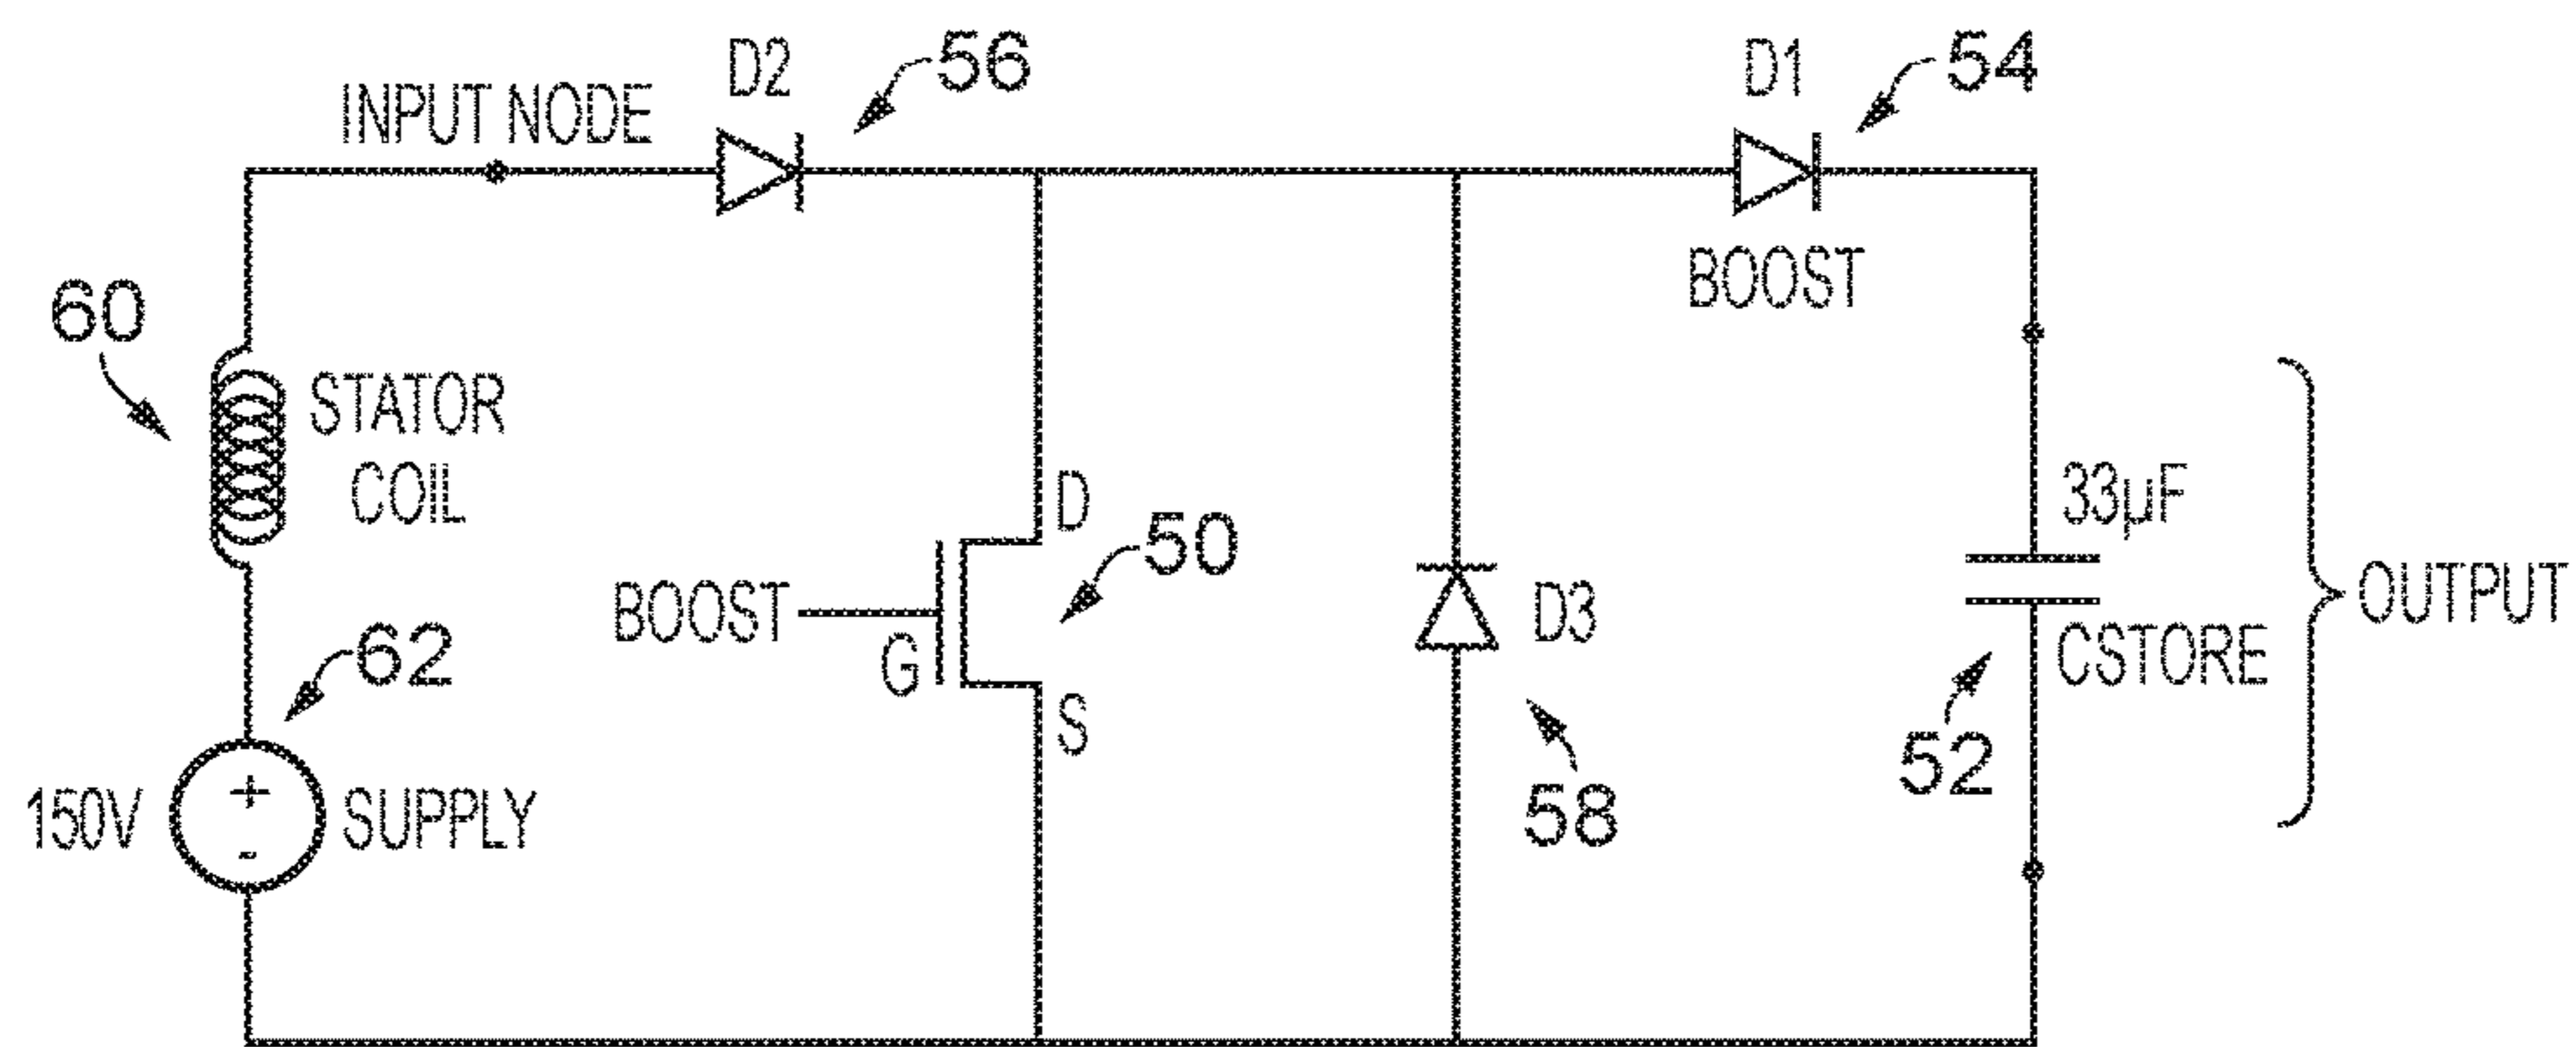 D2
56
D1
54
INPUT NODE
BOOST
60
STATOR
COIL
D
50
33µF
BOOST
G
D3
OUTPUT
CSTORE
62
S
52
150V
+
-
SUPPLY
58